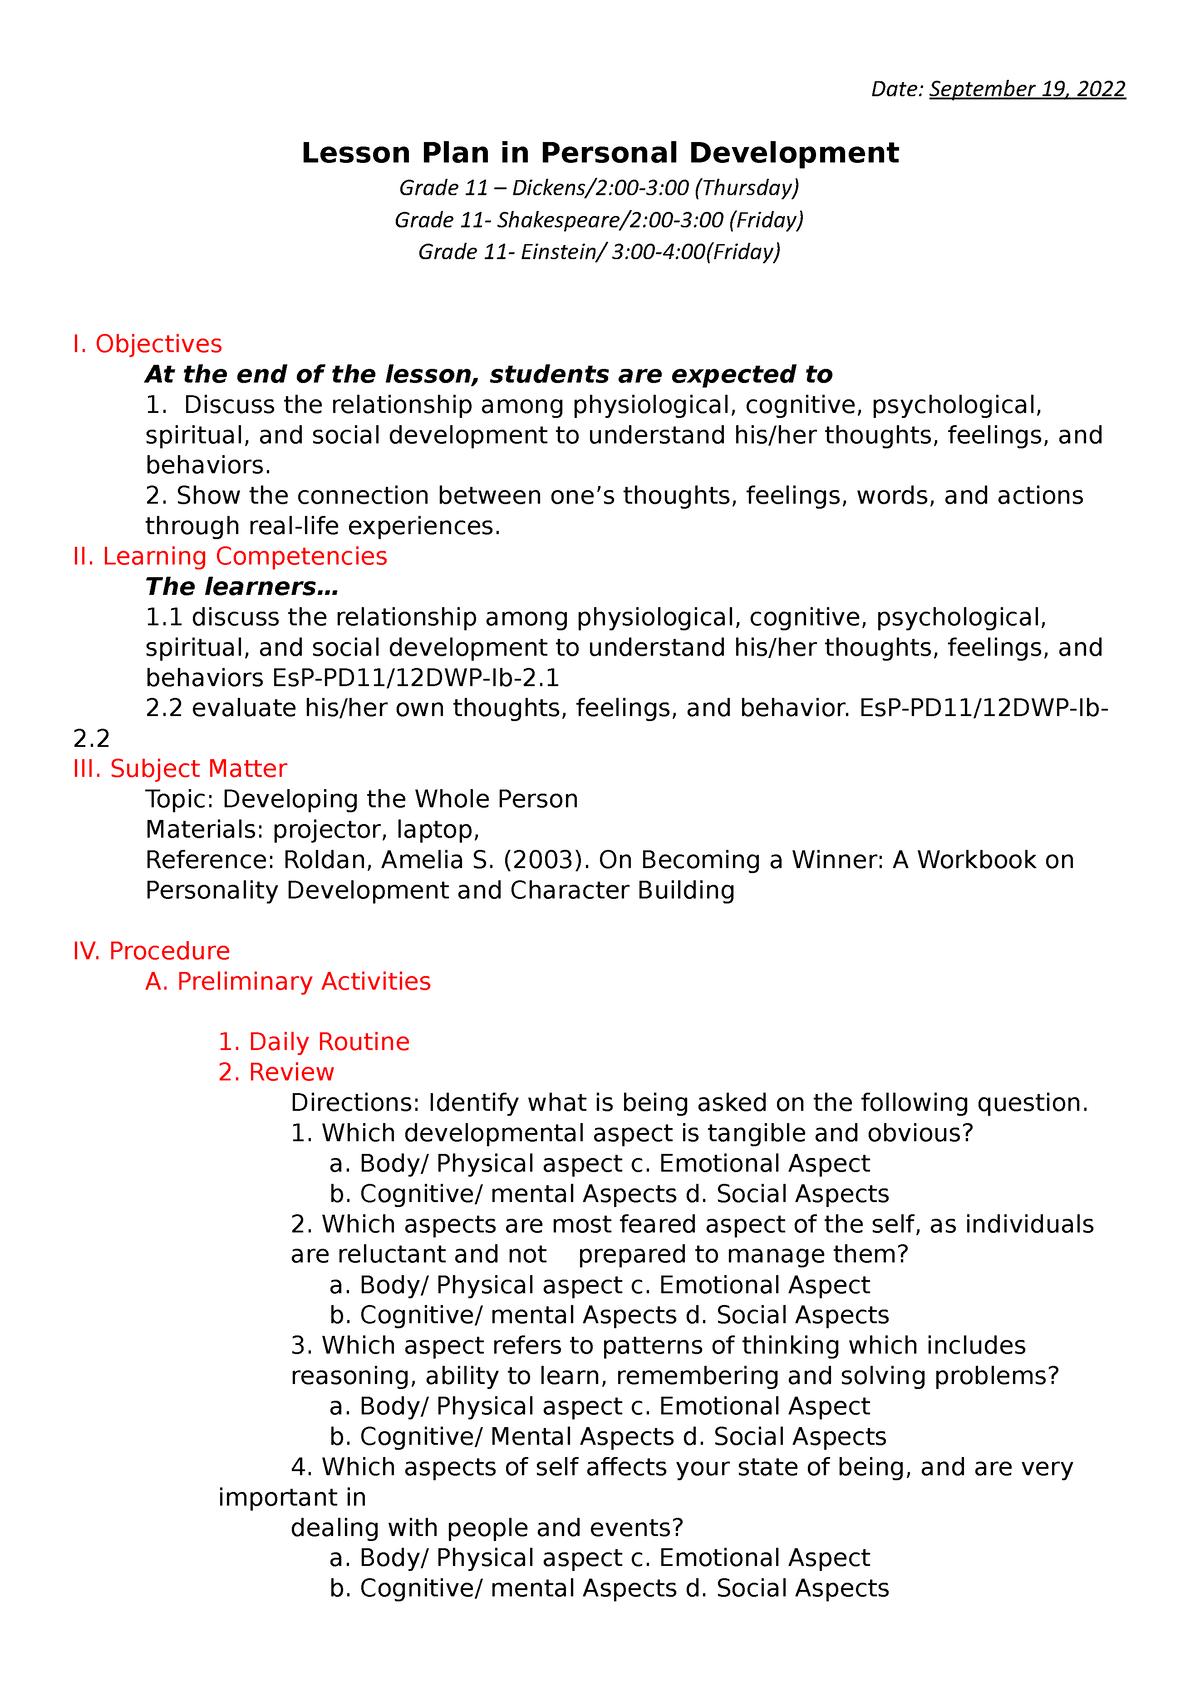 Date: September 19, 2022
Lesson Plan in Personal Development
Grade 11 – Dickens/2:00-3:00 (Thursday)
Grade 11- Shakespeare/2:00-3:00 (Friday)
Grade 11- Einstein/ 3:00-4:00(Friday)
I. Objectives
At the end of the lesson, students are expected to
1.  Discuss the relationship among physiological, cognitive, psychological,
spiritual, and social development to understand his/her thoughts, feelings, and
behaviors.
2. Show the connection between one’s thoughts, feelings, words, and actions
through real-life experiences.
II. Learning Competencies
The learners…
1.1 discuss the relationship among physiological, cognitive, psychological,
spiritual, and social development to understand his/her thoughts, feelings, and
behaviors EsP-PD11/12DWP-Ib-2.1
2.2 evaluate his/her own thoughts, feelings, and behavior. EsP-PD11/12DWP-Ib-
2.2
III. Subject Matter
Topic: Developing the Whole Person
Materials: projector, laptop,
Reference: Roldan, Amelia S. (2003). On Becoming a Winner: A Workbook on
Personality Development and Character Building
IV. Procedure
A. Preliminary Activities
1. Daily Routine
2. Review
Directions: Identify what is being asked on the following question.
1. Which developmental aspect is tangible and obvious?
a. Body/ Physical aspect c. Emotional Aspect
b. Cognitive/ mental Aspects d. Social Aspects
2. Which aspects are most feared aspect of the self, as individuals
are reluctant and not    prepared to manage them?
a. Body/ Physical aspect c. Emotional Aspect
b. Cognitive/ mental Aspects d. Social Aspects
3. Which aspect refers to patterns of thinking which includes
reasoning, ability to learn, remembering and solving problems?
a. Body/ Physical aspect c. Emotional Aspect
b. Cognitive/ Mental Aspects d. Social Aspects
4. Which aspects of self affects your state of being, and are very
important in
dealing with people and events?
a. Body/ Physical aspect c. Emotional Aspect
b. Cognitive/ mental Aspects d. Social Aspects